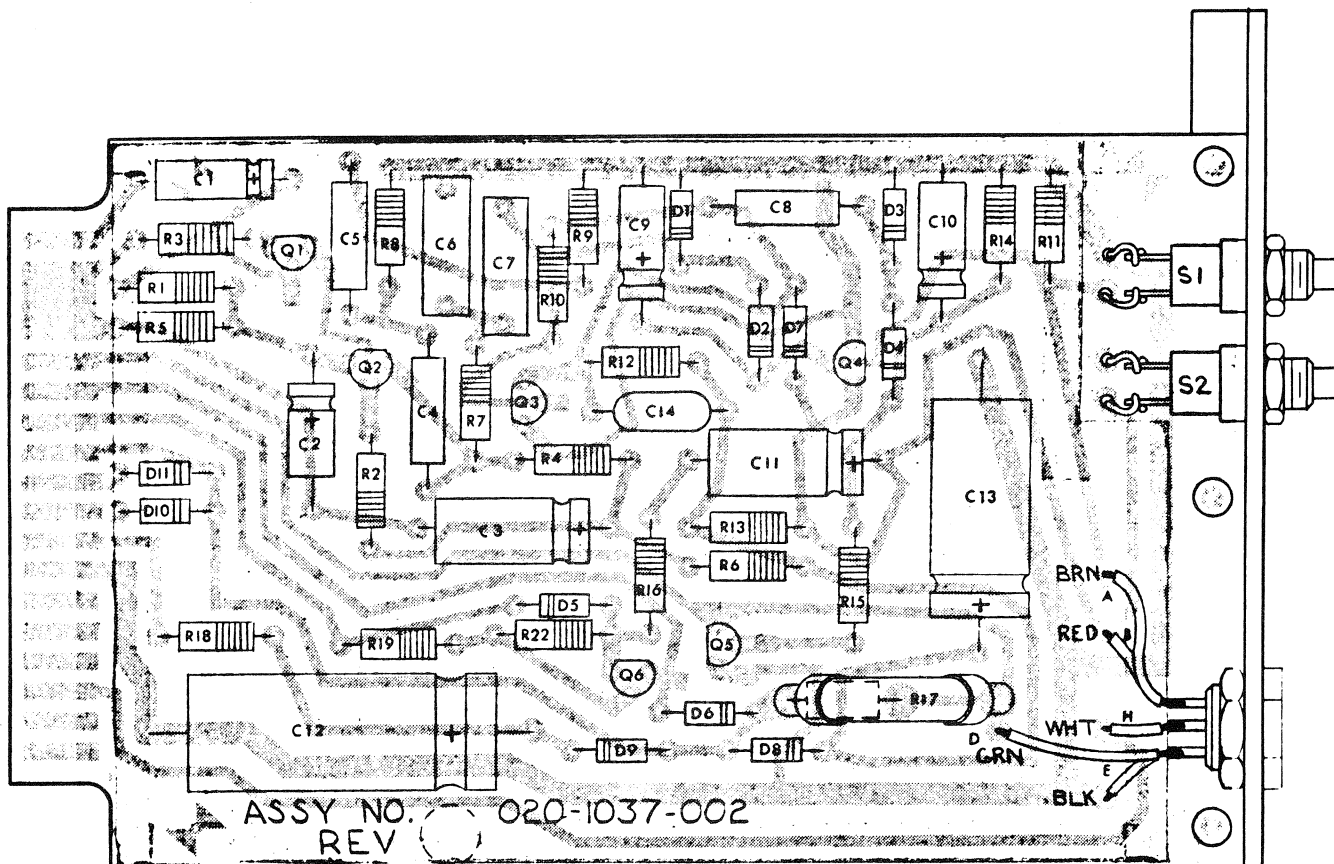 C1
R3
Q1
R1
R5
C5
R8
C6
C7
R10
R9
C9
D1
C8
D3
C10
R14
R11
S1
D2
D7
Q4
D4
S2
Q2
R12
C2
C4
R7
Q3
C14
D11
D10
R2
R4
C11
C13
C3
R13
R6
R16
R15
BRN
A
D5
RED
B
R18
R19
R22
Q5
Q6
C12
D6
R17
WHT
H
D9
D8
D
GRN
E
BLK
ASSY NO. 020-1037-002
REV